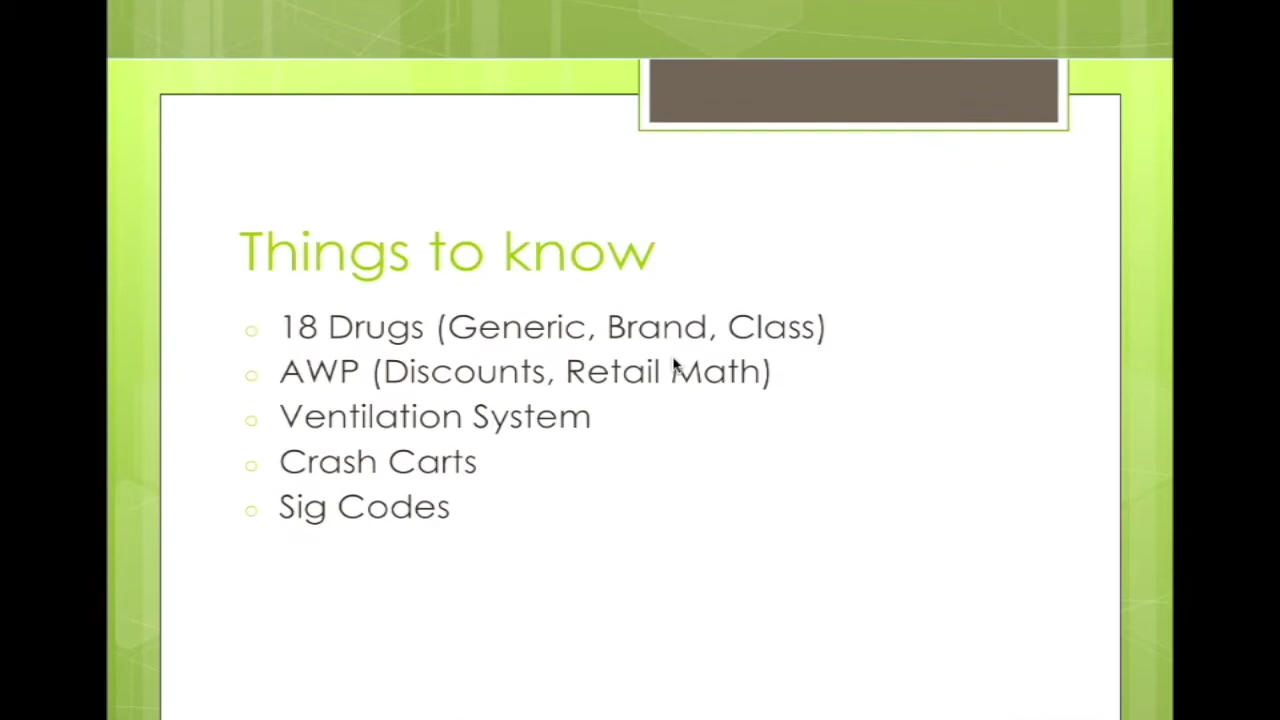 Things to know
18 Drugs (Generic, Brand, Class)
AWP (Discounts, Retail Math)
Ventilation System
Crash Carts
Sig Codes